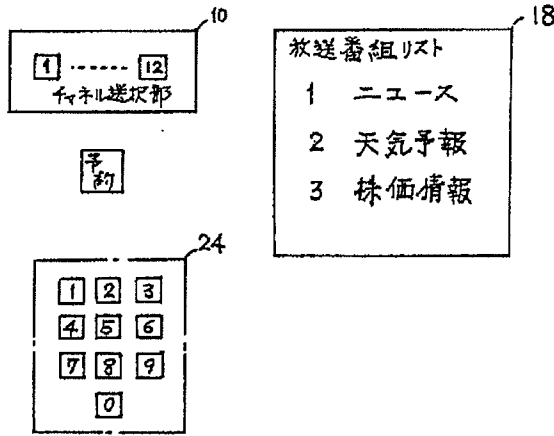 10
1 ------ 12
チャネル選択部
予約
24
1 2 3
4 5 6
7 8 9
0
18
放送番組リスト
1 ニュース
2 天気予報
3 株価情報